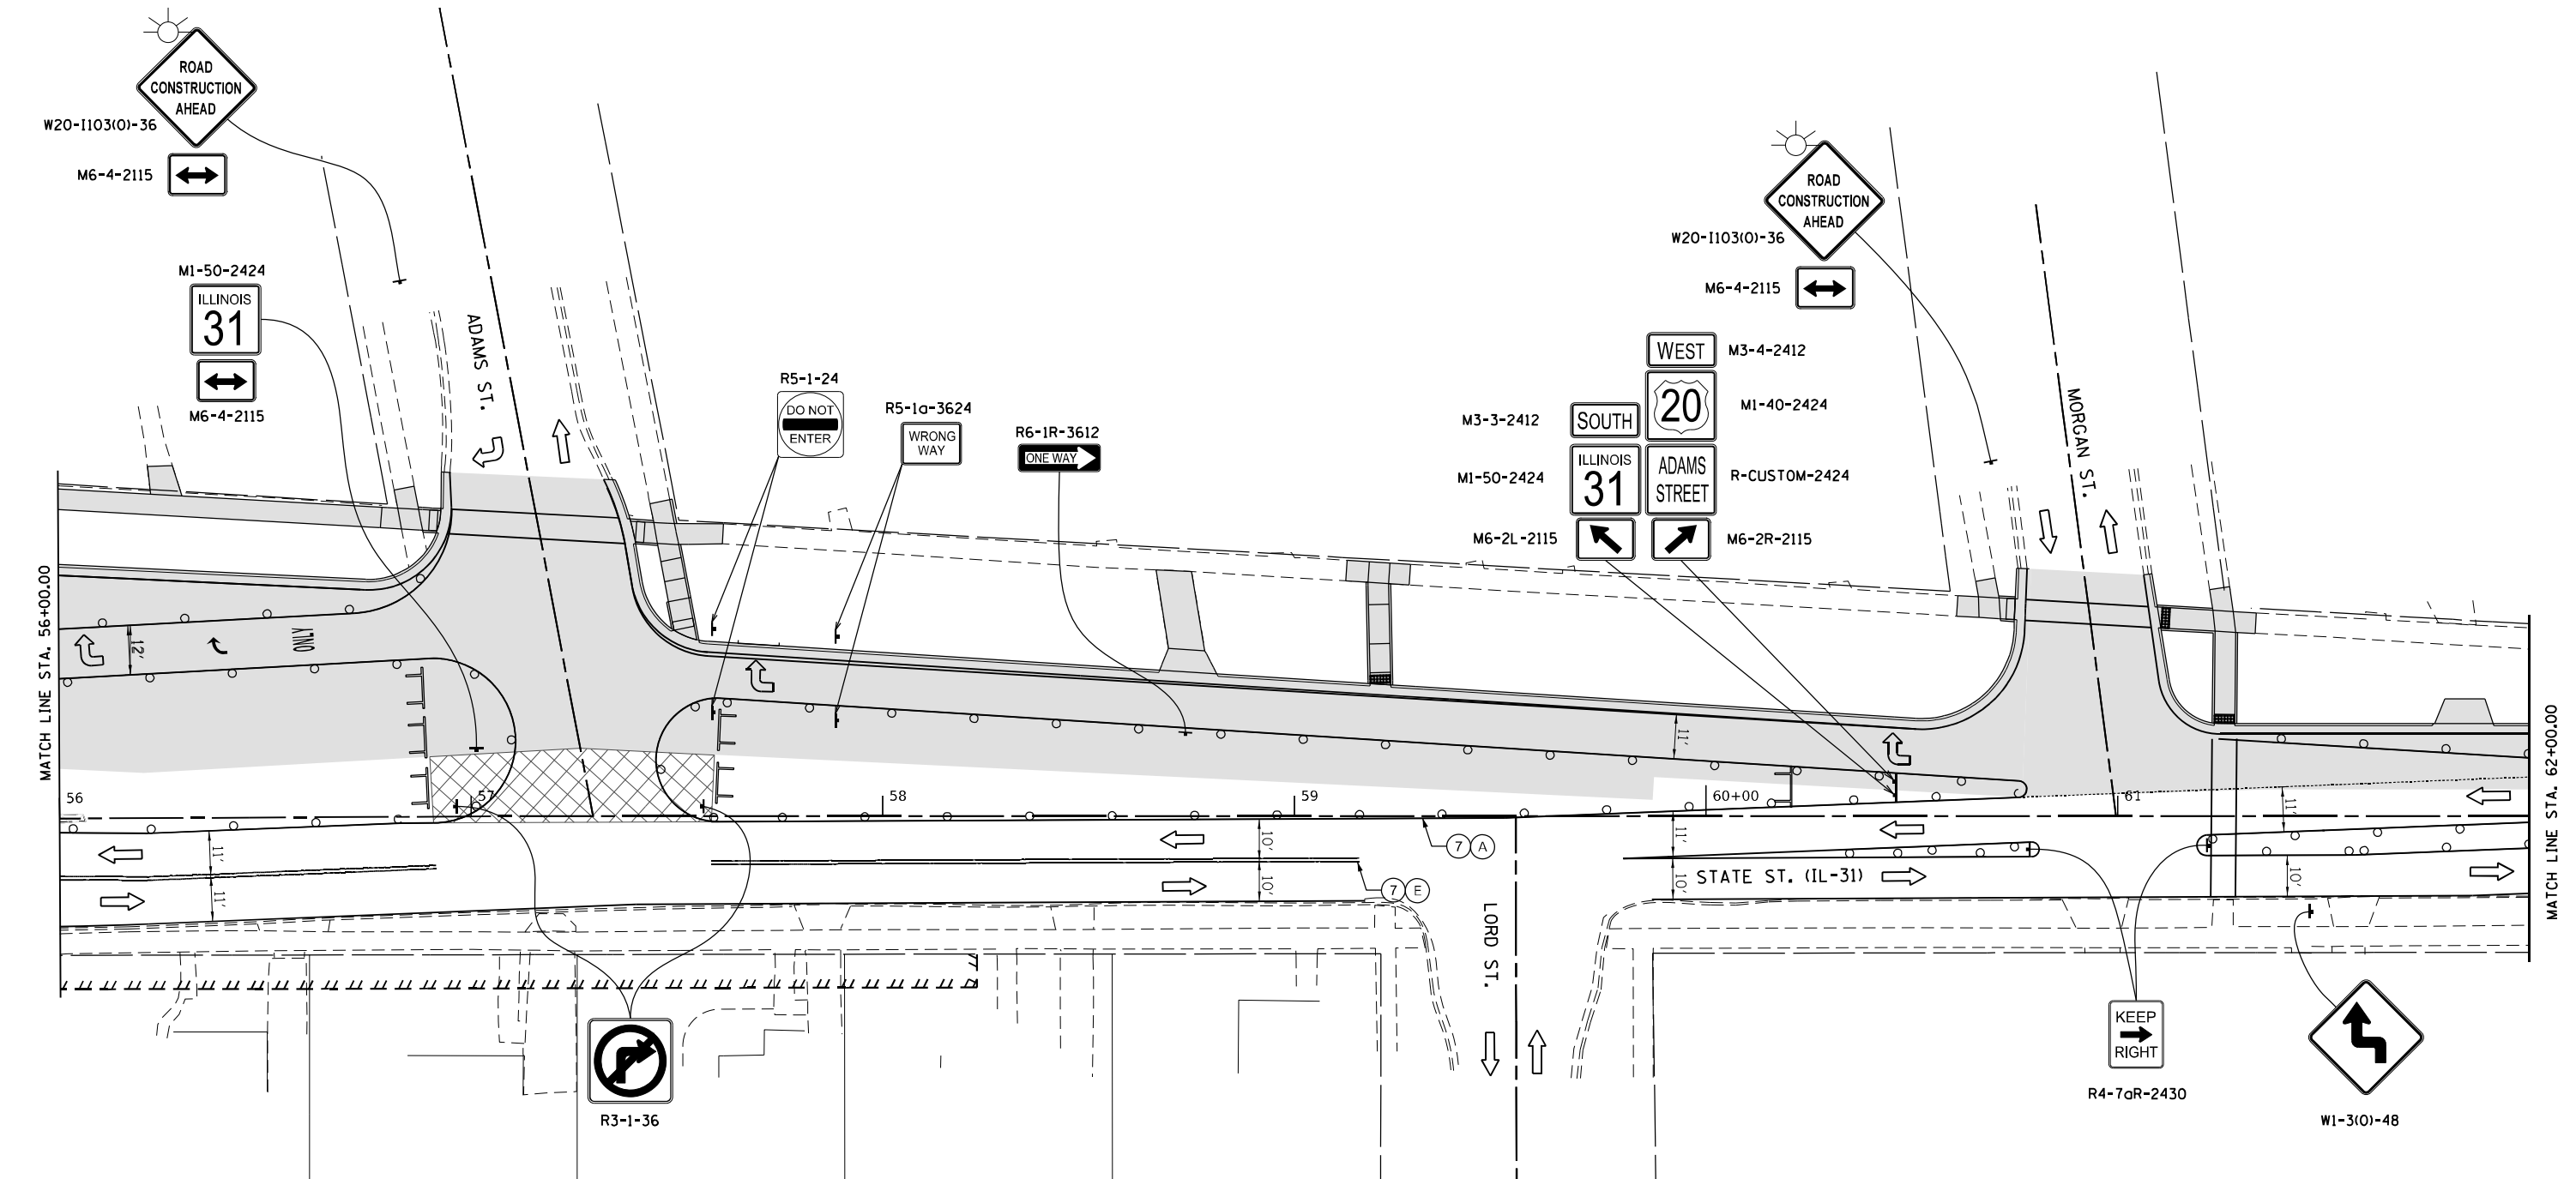 ROAD
CONSTRUCTION
AHEAD
W20-I103(O)-36
M6-4-2115
M1-50-2424
ILLINOIS
31
M6-4-2115
ADAMS ST.
R5-1-24
DO NOT
ENTER
R5-1a-3624
WRONG
WAY
R6-1R-3612
ONE WAY
ROAD
CONSTRUCTION
AHEAD
W20-I103(O)-36
M6-4-2115
WEST
M3-4-2412
20
M1-40-2424
M3-3-2412
SOUTH
M1-50-2424
ILLINOIS
31
ADAMS
STREET
R-CUSTOM-2424
M6-2L-2115
M6-2R-2115
MORGAN ST.
MATCH LINE STA. 56+00.00
12'
ONLY
11'
56
57
58
59
60+00
61
11'
11'
10'
10'
7 A
7 E
11'
10'
STATE ST. (IL-31)
11'
10'
MATCH LINE STA. 62+00.00
LORD ST.
R3-1-36
KEEP
RIGHT
R4-7aR-2430
W1-3(O)-48